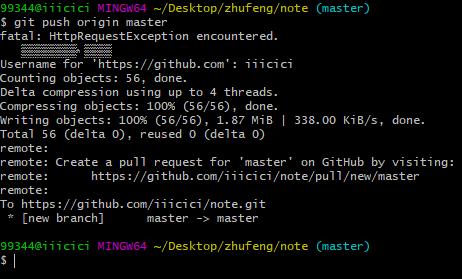 99344@iiicici MINGW64 ~/Desktop/zhufeng/note (master)
$ git push origin master
fatal: HttpRequestException encountered.
Username for 'https://github.com': iiicici
Counting objects: 56, done.
Delta compression using up to 4 threads.
Compressing objects: 100% (56/56), done.
Writing objects: 100% (56/56), 1.87 MiB | 338.00 KiB/s, done.
Total 56 (delta 0), reused 0 (delta 0)
remote:
remote: Create a pull request for 'master' on GitHub by visiting:
remote:      https://github.com/iiicici/note/pull/new/master
remote:
To https://github.com/iiicici/note.git
 * [new branch]      master -> master
99344@iiicici MINGW64 ~/Desktop/zhufeng/note (master)
$